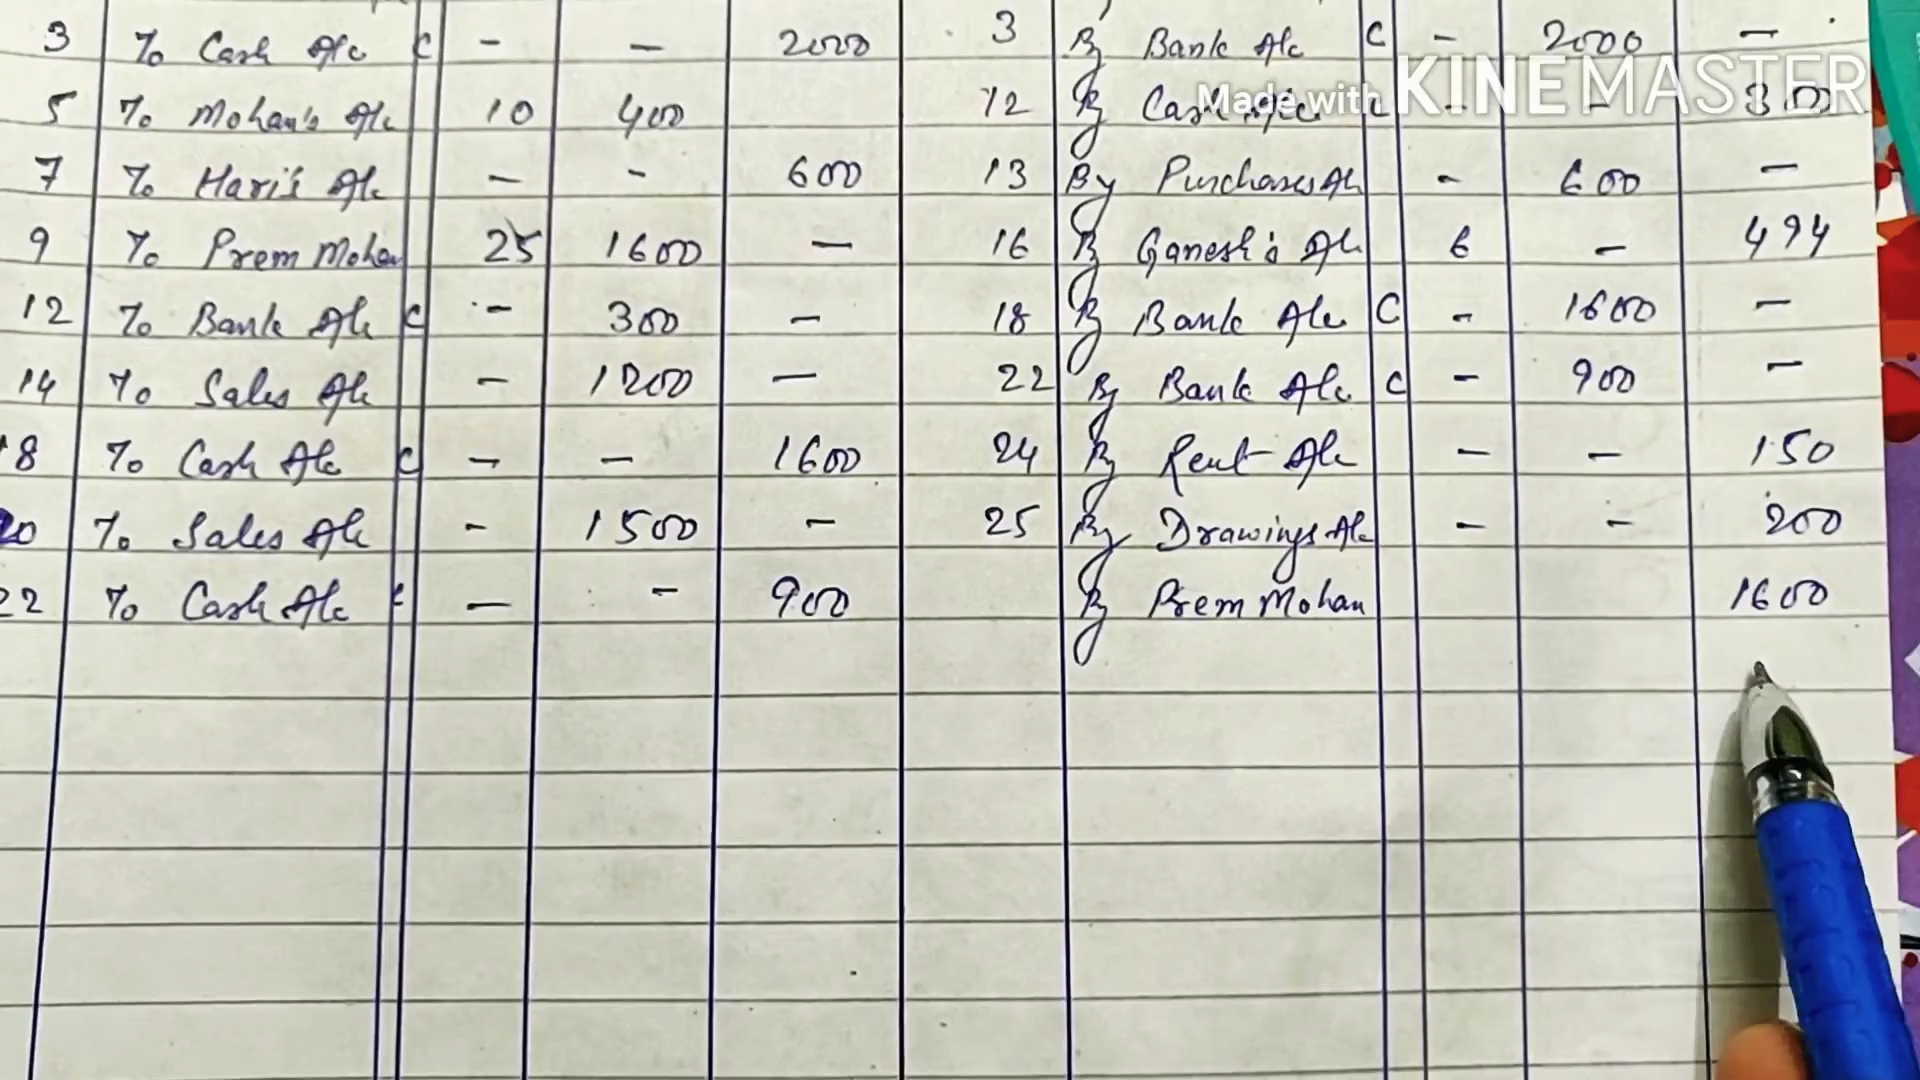 3 To Cash A/c C - - 2000 3 By Bank A/c C - 2000 -
5 To Mohan's A/c 10 400 12 By Cash A/c C - - 300
Made with KINEMASTER
7 To Hari's A/c - - 600 13 By Purchases A/c - 600 -
9 To Prem Mohan 25 1600 - 16 By Ganesh's A/c 6 - 494
12 To Bank A/c C - 300 - 18 By Bank A/c C - 1600 -
14 To Sales A/c - 1200 - 22 By Bank A/c C - 900 -
18 To Cash A/c C - - 1600 24 By Rent A/c - - 150
20 To Sales A/c - 1500 - 25 By Drawings A/c - - 200
22 To Cash A/c C - - 900 By Prem Mohan 1600